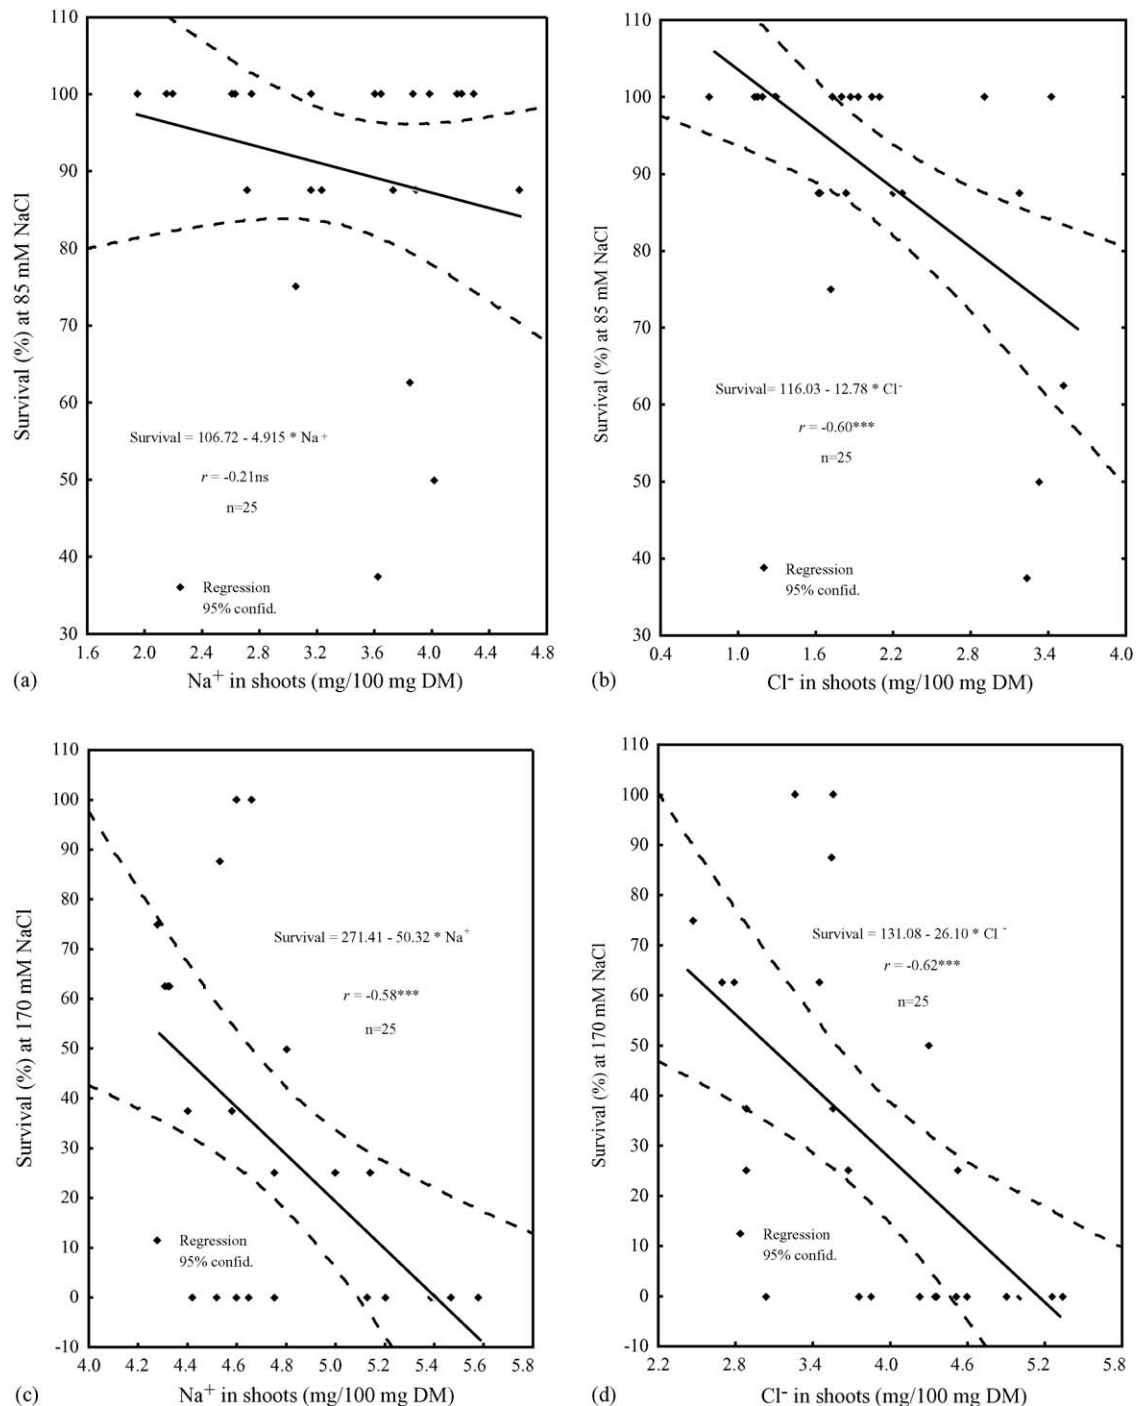 110
100
90
80
70
60
50
40
30
Survival (%) at 85 mM NaCl
Survival = 106.72 - 4.915 * Na+
r = -0.21ns
n=25
Regression
95% confid.
1.6 2.0 2.4 2.8 3.2 3.6 4.0 4.4 4.8
(a)
Na+ in shoots (mg/100 mg DM)
110
100
90
80
70
60
50
40
30
Survival (%) at 85 mM NaCl
Survival= 116.03 - 12.78 * Cl-
r = -0.60***
n=25
Regression
95% confid.
0.4 1.0 1.6 2.2 2.8 3.4 4.0
(b)
Cl- in shoots (mg/100 mg DM)
110
100
90
80
70
60
50
40
30
20
10
0
-10
Survival (%) at 170 mM NaCl
Survival = 271.41 - 50.32 * Na+
r = -0.58***
n=25
Regression
95% confid.
4.0 4.2 4.4 4.6 4.8 5.0 5.2 5.4 5.6 5.8
(c)
Na+ in shoots (mg/100 mg DM)
110
100
90
80
70
60
50
40
30
20
10
0
-10
Survival (%) at 170 mM NaCl
Survival = 131.08 - 26.10 * Cl -
r = -0.62***
n=25
Regression
95% confid.
2.2 2.8 3.4 4.0 4.6 5.2 5.8
(d)
Cl- in shoots (mg/100 mg DM)